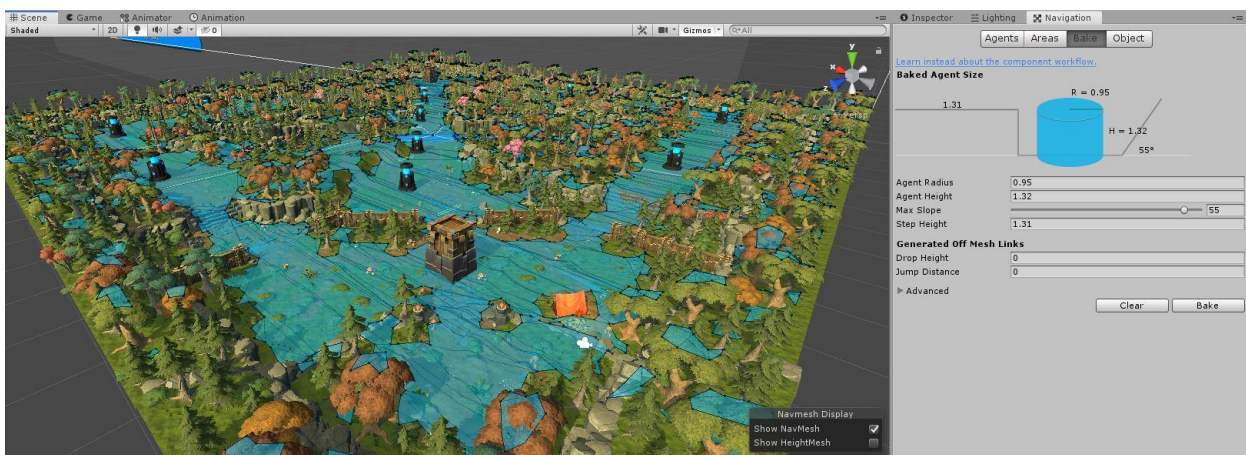 Scene Game Animator Animation
Shaded 2D 0 Gizmos All
y
x
z
Persp
Navmesh Display
Show NavMesh
Show HeightMesh
Inspector Lighting Navigation
Agents Areas Bake Object
Learn instead about the component workflow.
Baked Agent Size
R = 0.95
1.31
H = 1.32
55°
Agent Radius 0.95
Agent Height 1.32
Max Slope 55
Step Height 1.31
Generated Off Mesh Links
Drop Height 0
Jump Distance 0
Advanced
Clear Bake